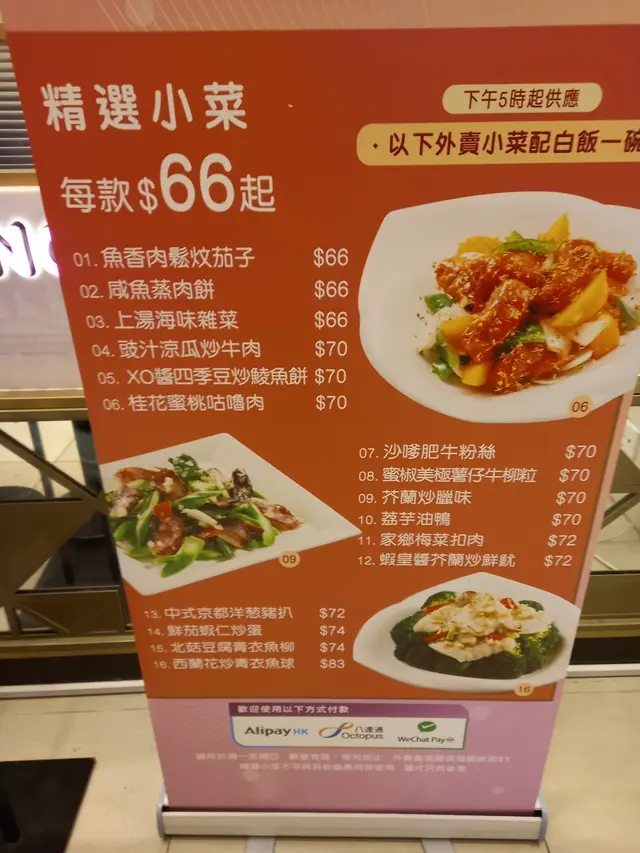 精選小菜
每款$66起
下午5時起供應
·以下外賣小菜配白飯一碗
01. 魚香肉鬆炆茄子 $66
02. 咸魚蒸肉餅 $66
03. 上湯海味雜菜 $66
04. 豉汁涼瓜炒牛肉 $70
05. XO醬四季豆炒鯪魚餅 $70
06. 桂花蜜桃咕嚕肉 $70
06
07. 沙嗲肥牛粉絲 $70
08. 蜜椒美極薯仔牛柳粒 $70
09. 芥蘭炒臘味 $70
10. 荔芋油鴨 $70
11. 家鄉梅菜扣肉 $72
12. 蝦皇醬芥蘭炒鮮魷 $72
09
13. 中式京都洋葱豬扒 $72
14. 鮮茄蝦仁炒蛋 $74
15. 北菇豆腐青衣魚柳 $74
16. 西蘭花炒青衣魚球 $83
16
歡迎使用以下方式付款
Alipay HK
八達通
Octopus
WeChat Pay HK